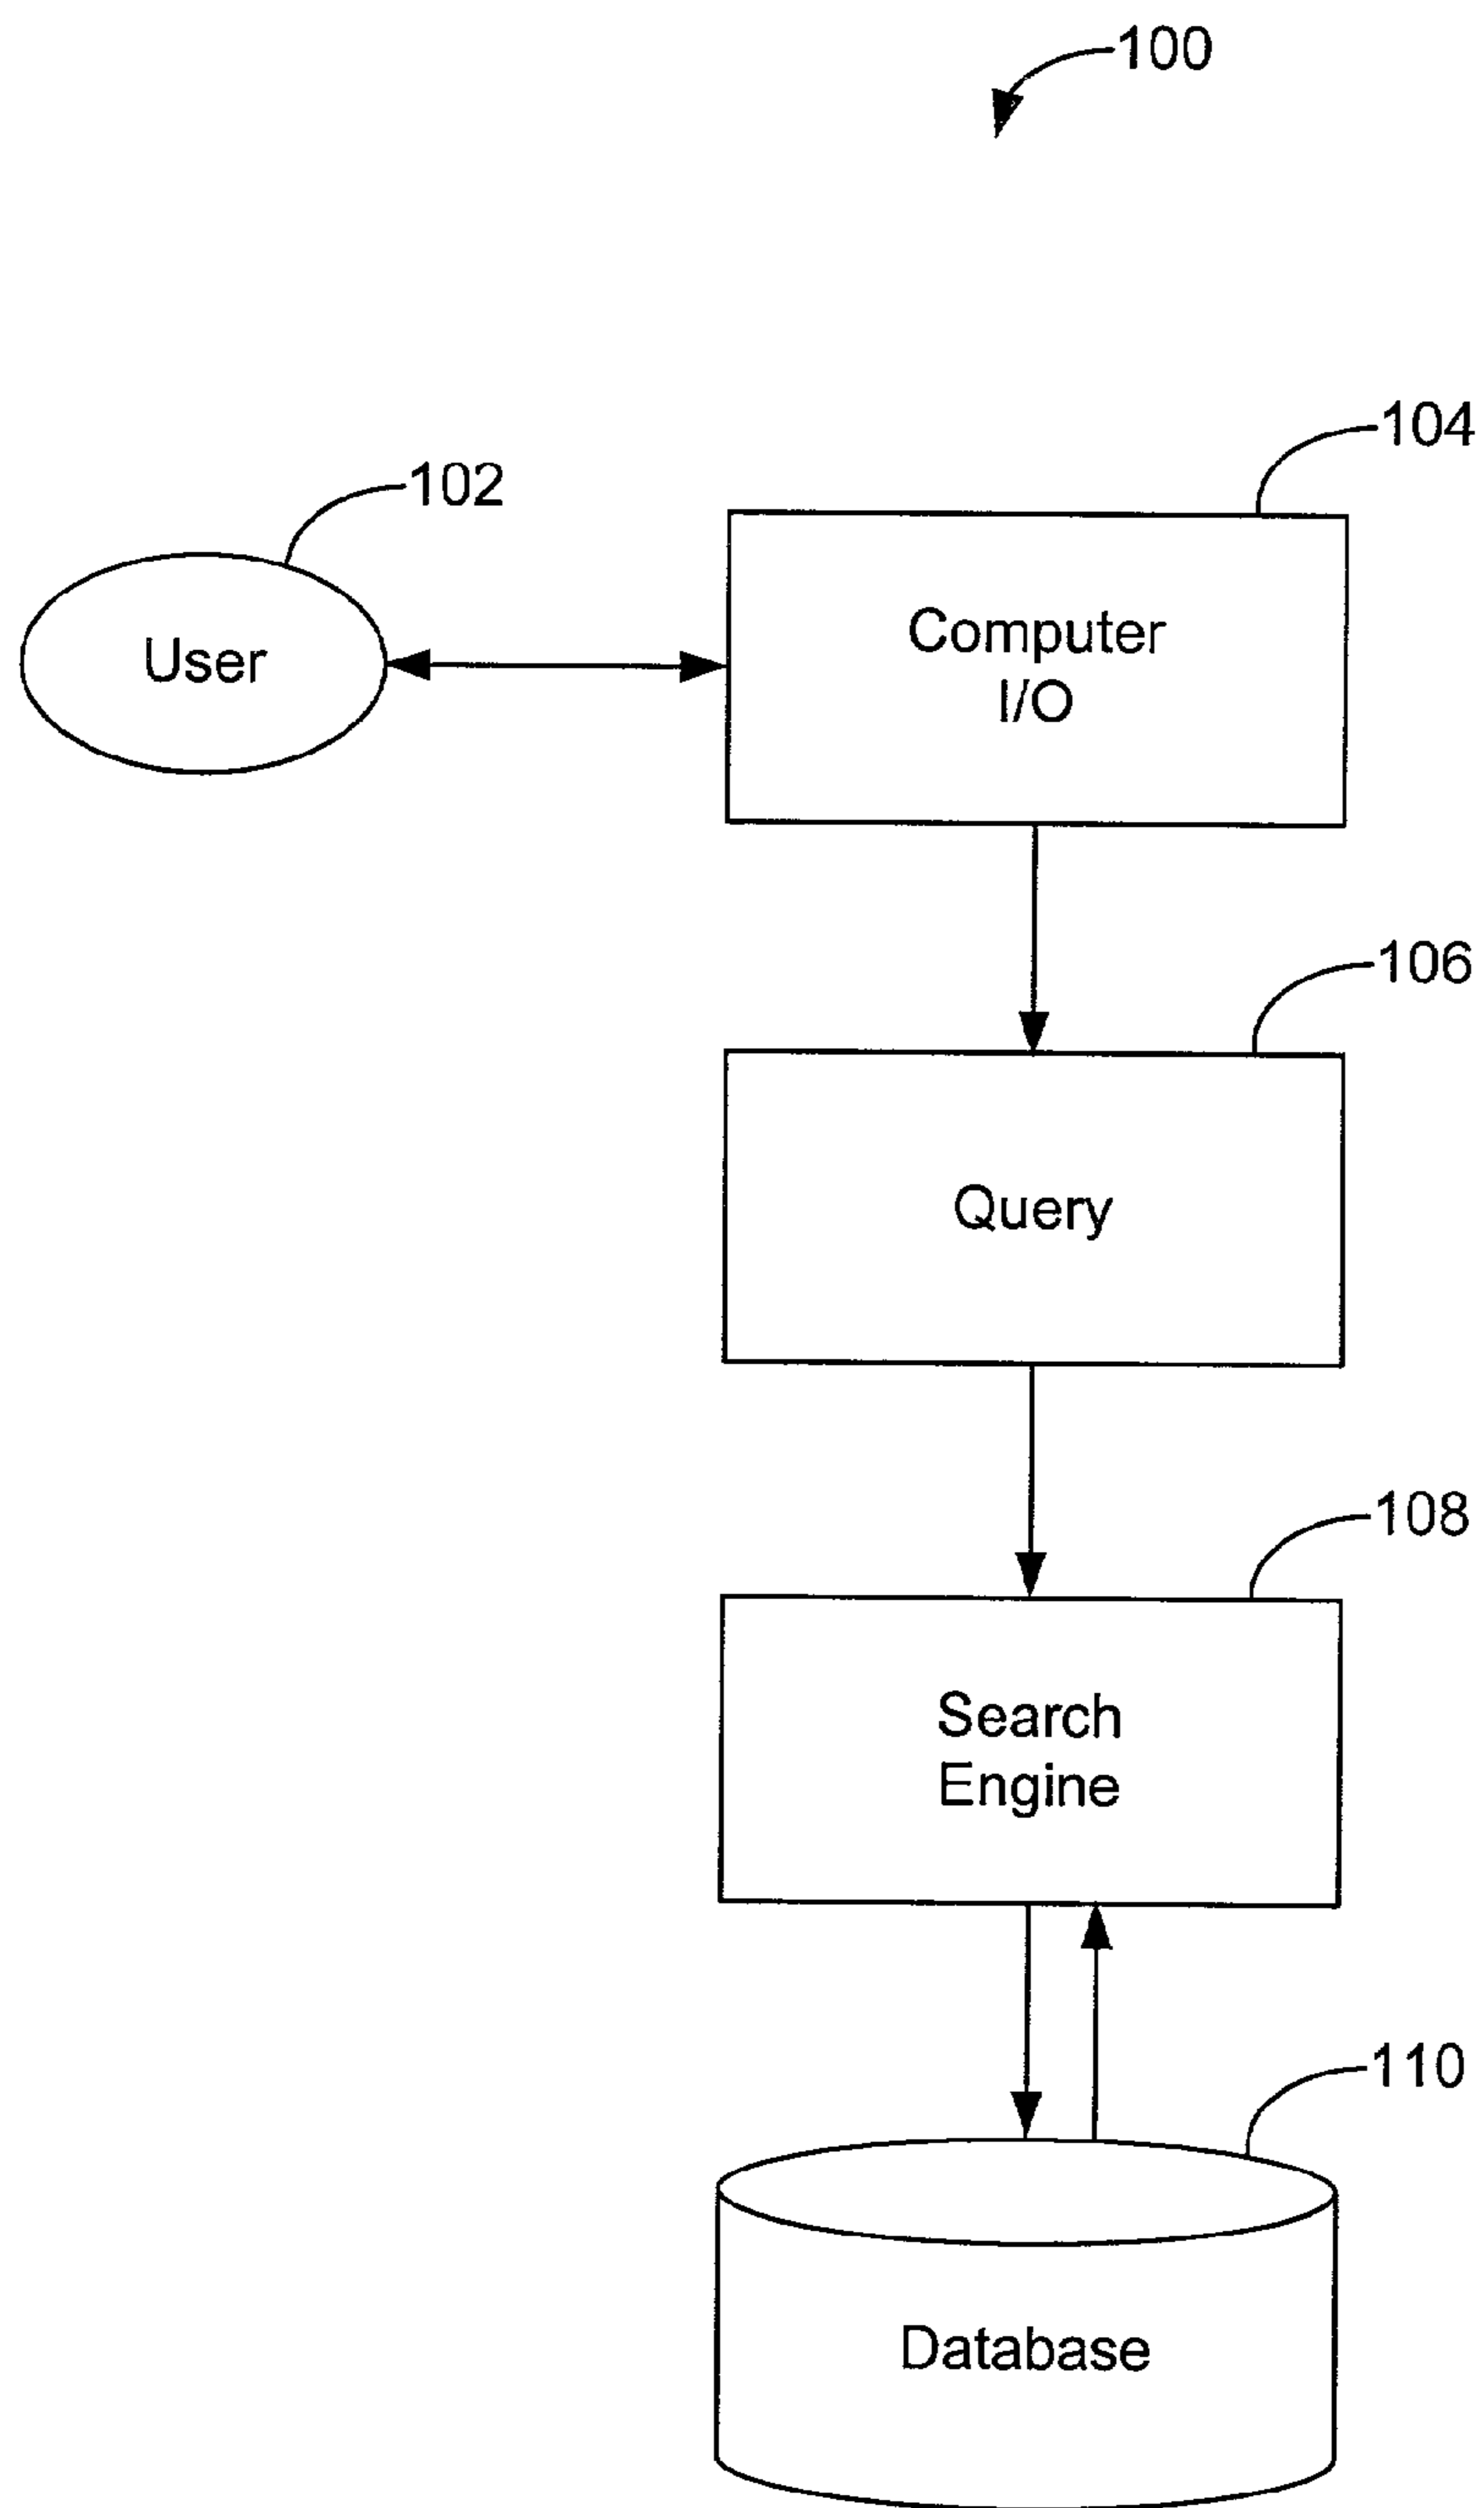 100
104
102
Computer
I/O
User
106
Query
108
Search
Engine
110
Database